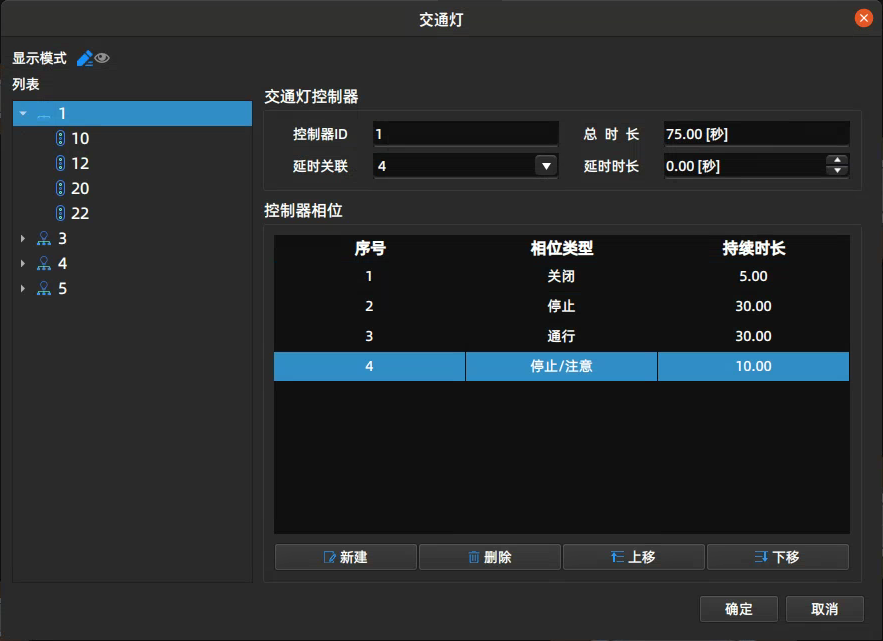 交通灯
显示模式
列表
1
10
12
20
22
3
4
5
交通灯控制器
控制器ID 1 总 时 长 75.00 [秒]
延时关联 4 延时时长 0.00 [秒]
控制器相位
序号 相位类型 持续时长
1 关闭 5.00
2 停止 30.00
3 通行 30.00
4 停止/注意 10.00
新建 删除 上移 下移
确定 取消